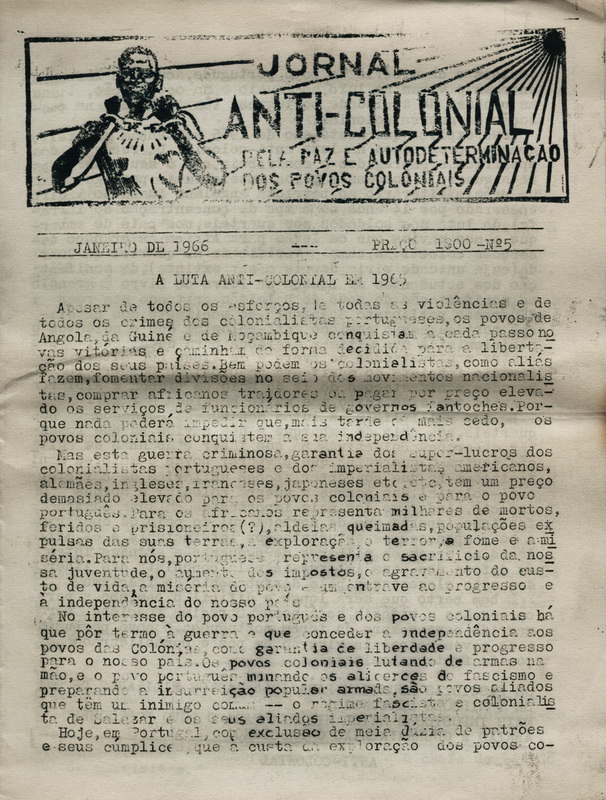 JORNAL
ANTI-COLONIAL
PELA PAZ E AUTODETERMINAÇÃO
DOS POVOS COLONIAIS
JANEIRO DE 1966 --- PREÇO 1$00 -Nº5
A LUTA ANTI-COLONIAL EM 1965
Apesar de todos os esforços, de todas as violências e de
todos os crimes dos colonialistas portugueses, os povos de
Angola, da Guiné e de Moçambique conquistam a cada passo no
vas vitórias e caminham de forma decidida para a liberta-
ção dos seus países. Bem podem os colonialistas, como aliás
fazem, fomentar divisões no seio dos movimentos nacionalis
tas, comprar africanos traidores ou pagar por preço eleva-
do os serviços de funcionários de governos fantoches. Por-
que nada poderá impedir que, mais tarde ou mais cedo, os
povos coloniais conquistem a sua independência.
Mas esta guerra criminosa, garantia dos super-lucros dos
colonialistas portugueses e dos imperialistas americanos,
alemães, ingleses, franceses, japoneses etc, etc, tem um preço
demasiado elevado para os povos coloniais e para o povo
português. Para os africanos representa milhares de mortos,
feridos e prisioneiros(?), aldeias queimadas, populações ex
pulsas das suas terras, a exploração, o terror, a fome e a mi
séria. Para nós, portugueses, representa o sacrifício da nos
sa juventude, o aumento dos impostos, o agravamento do cus-
to de vida, a miséria do povo e um entrave ao progresso e
à independência do nosso país
No interesse do povo português e dos povos coloniais há
que pôr termo à guerra e que conceder a independência aos
povos das Colónias, como garantia de liberdade e progresso
para o nosso país. Os povos coloniais lutando de armas na
mão, e o povo português minando os alicerces do fascismo e
preparando a insurreição popular armada, são povos aliados
que têm um inimigo comum -- o regime fascista e colonialis
ta de Salazar e os seus aliados imperialistas.
Hoje, em Portugal, com exclusão de meia dúzia de patrões
e seus cúmplices que à custa da exploração dos povos co-